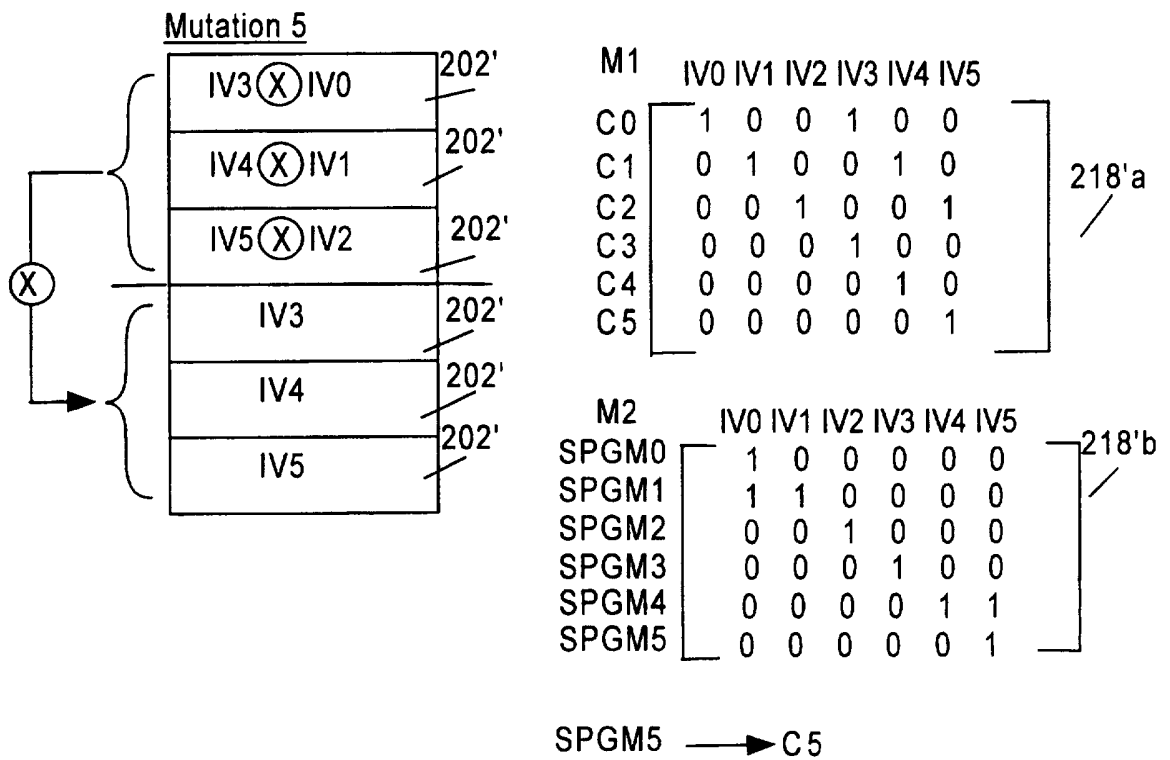 Mutation 5
IV3 X IV0 202'
IV4 X IV1 202'
IV5 X IV2 202'
X
IV3 202'
IV4 202'
IV5 202'
M1 IV0 IV1 IV2 IV3 IV4 IV5
C0 1 0 0 1 0 0
C1 0 1 0 0 1 0
C2 0 0 1 0 0 1
C3 0 0 0 1 0 0
C4 0 0 0 0 1 0
C5 0 0 0 0 0 1
218'a
M2 IV0 IV1 IV2 IV3 IV4 IV5
SPGM0 1 0 0 0 0 0
SPGM1 1 1 0 0 0 0
SPGM2 0 0 1 0 0 0
SPGM3 0 0 0 1 0 0
SPGM4 0 0 0 0 1 1
SPGM5 0 0 0 0 0 1
218'b
SPGM5 C5